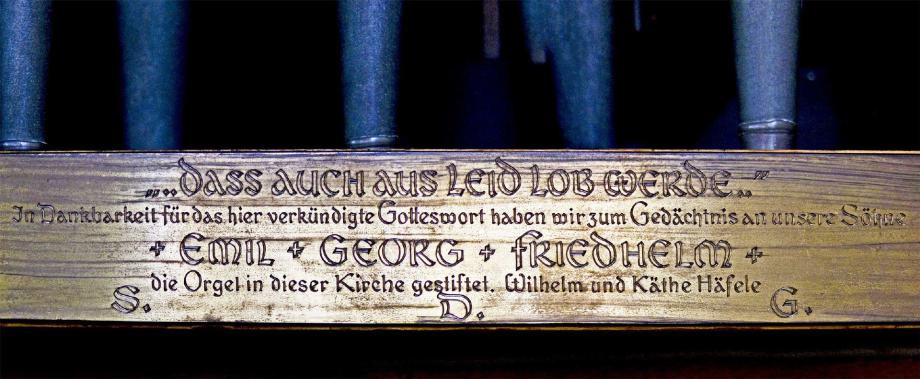 „..DASS AUCH AUS LEID LOB WERDE..”
In Dankbarkeit für das hier verkündigte Gotteswort haben wir zum Gedächtnis an unsere Söhne
+ EMIL + GEORG + FRIEDHELM +
die Orgel in dieser Kirche gestiftet. Wilhelm und Käthe Häfele
S. D. G.